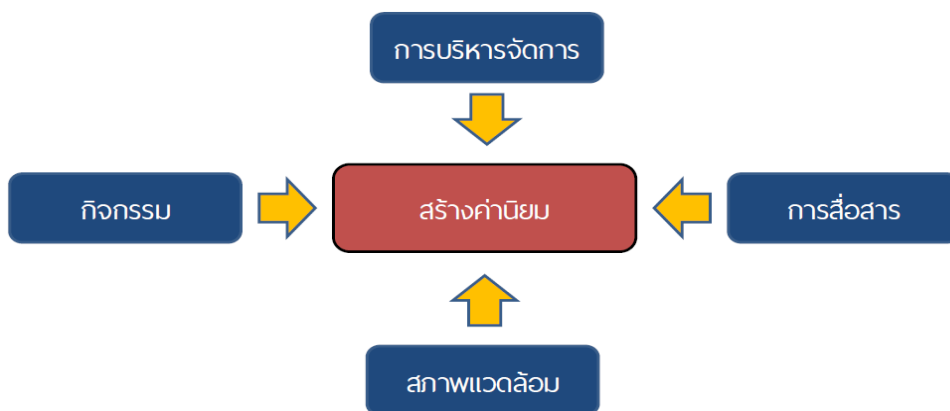 การบริหารจัดการ
กิจกรรม
สร้างค่านิยม
การสื่อสาร
สภาพแวดล้อม